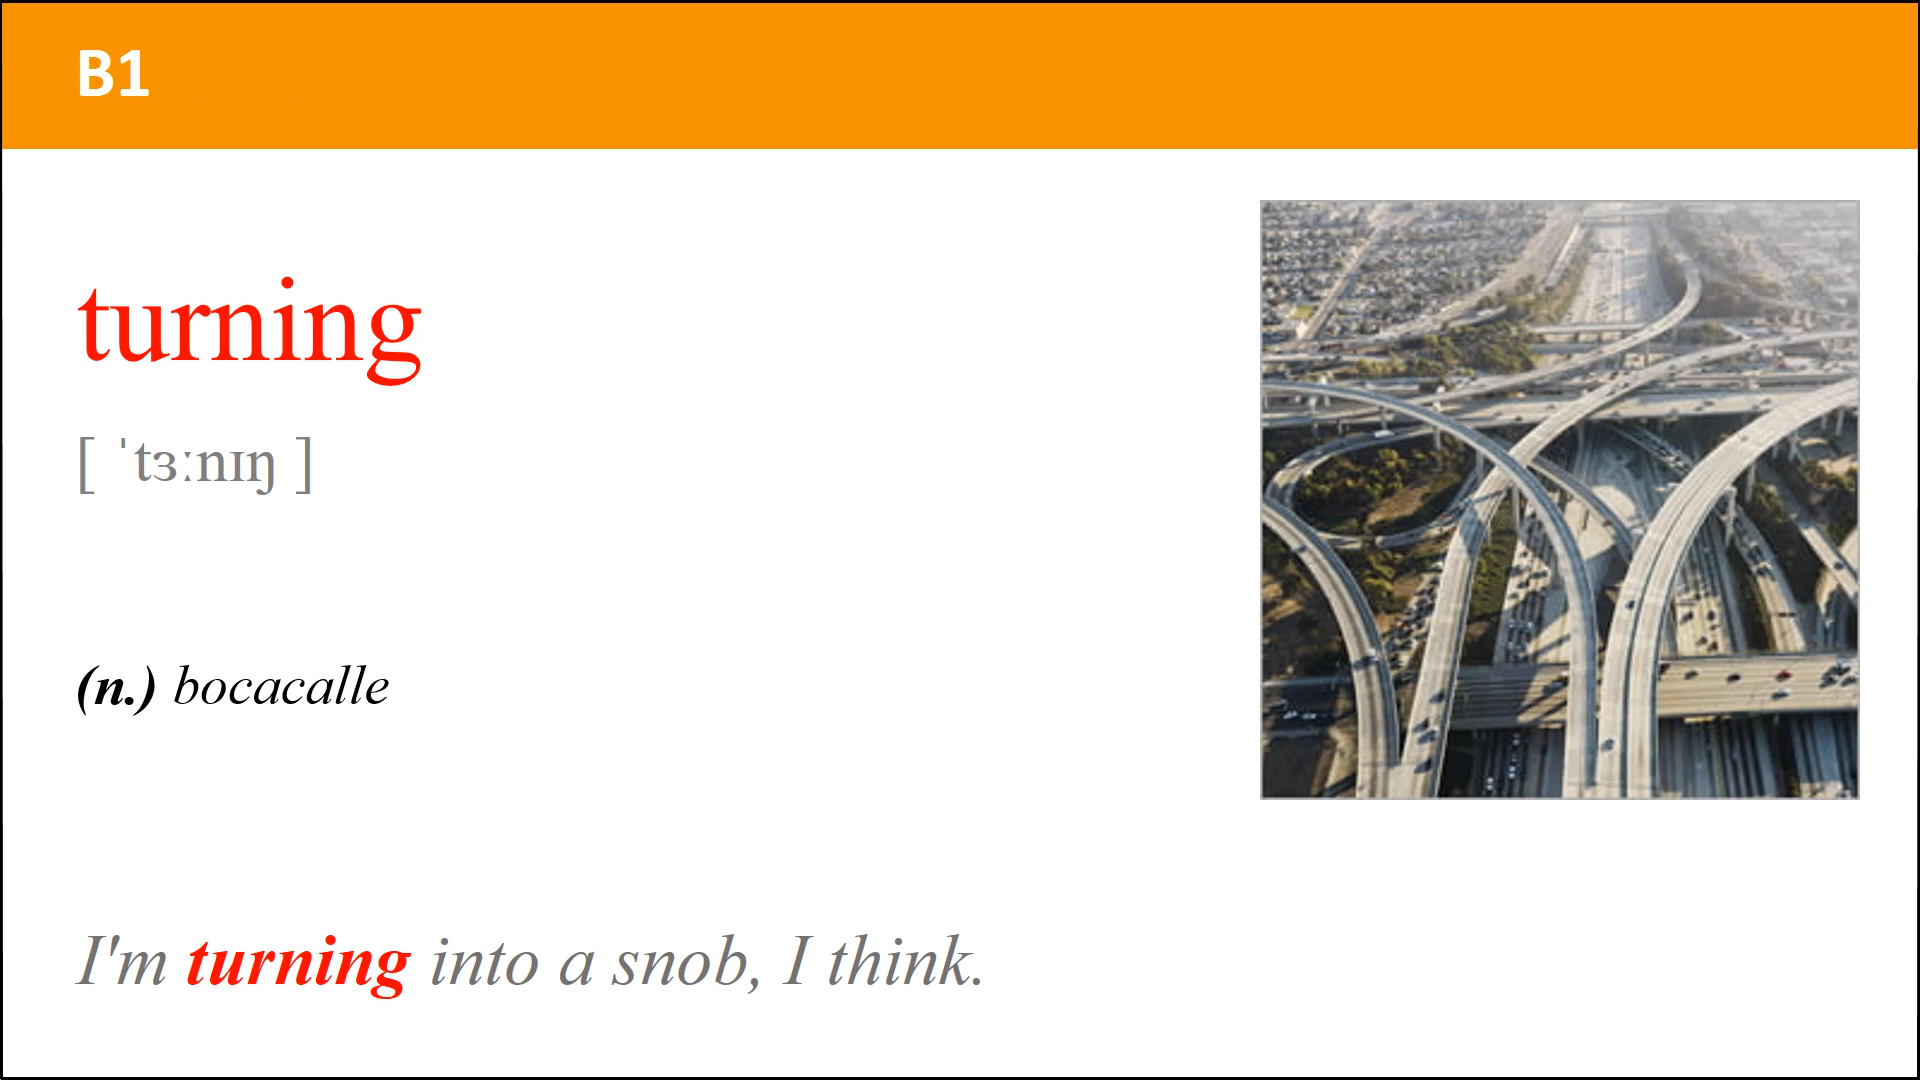 B1
turning
[ ˈtɜːnɪŋ ]
(n.) bocacalle
I'm turning into a snob, I think.